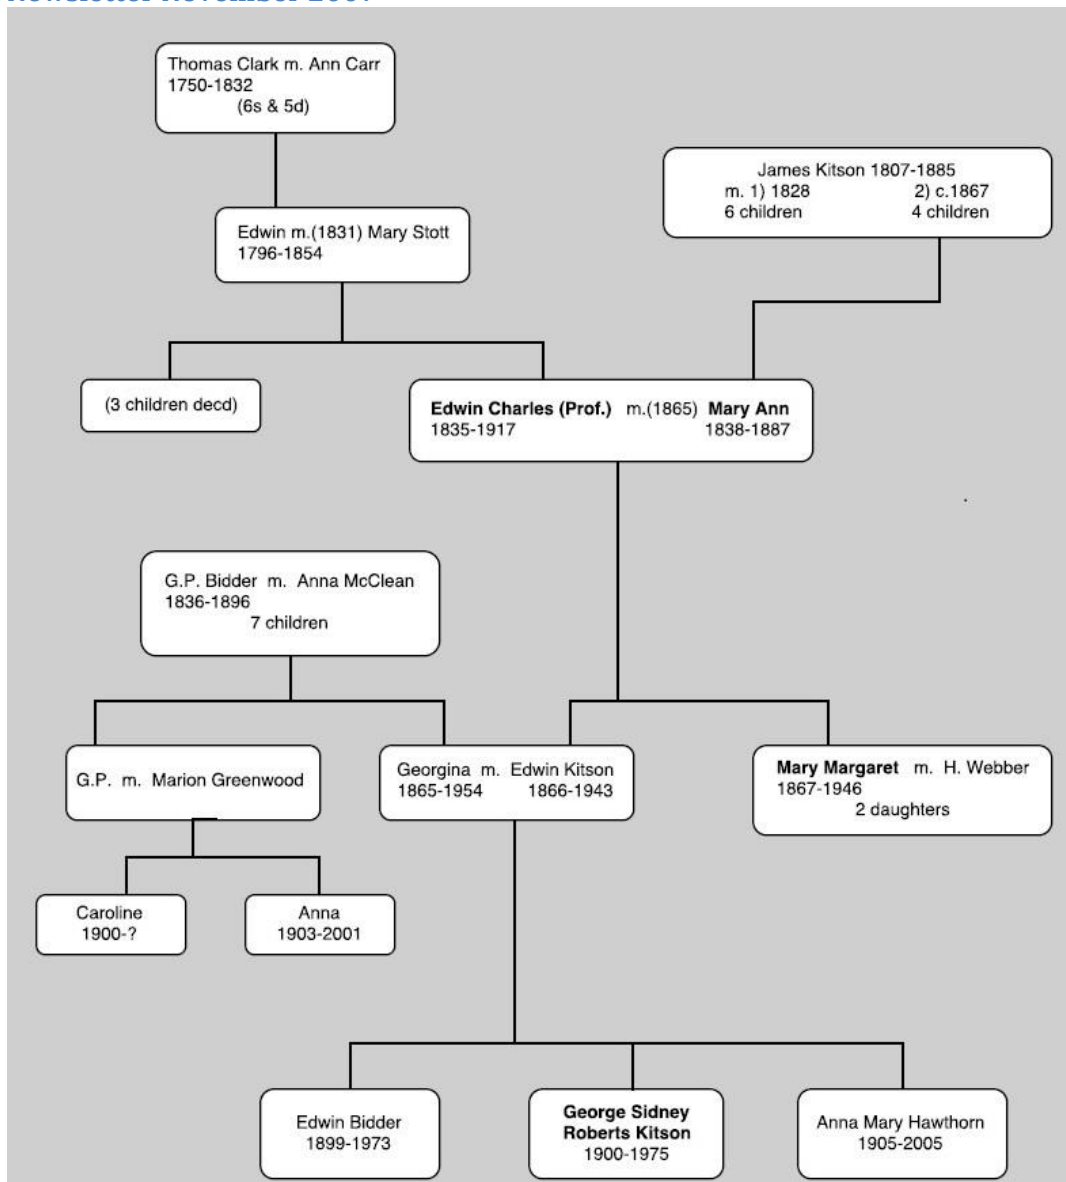 Newsletter November
Thomas Clark m. Ann Carr
1750-1832
(6s & 5d)
James Kitson 1807-1885
m. 1) 1828 2) c.1867
6 children 4 children
Edwin m.(1831) Mary Stott
1796-1854
(3 children decd)
Edwin Charles (Prof.) m.(1865) Mary Ann
1835-1917 1838-1887
G.P. Bidder m. Anna McClean
1836-1896
7 children
G.P. m. Marion Greenwood
Georgina m. Edwin Kitson
1865-1954 1866-1943
Mary Margaret m. H. Webber
1867-1946
2 daughters
Caroline
1900-?
Anna
1903-2001
Edwin Bidder
1899-1973
George Sidney
Roberts Kitson
1900-1975
Anna Mary Hawthorn
1905-2005